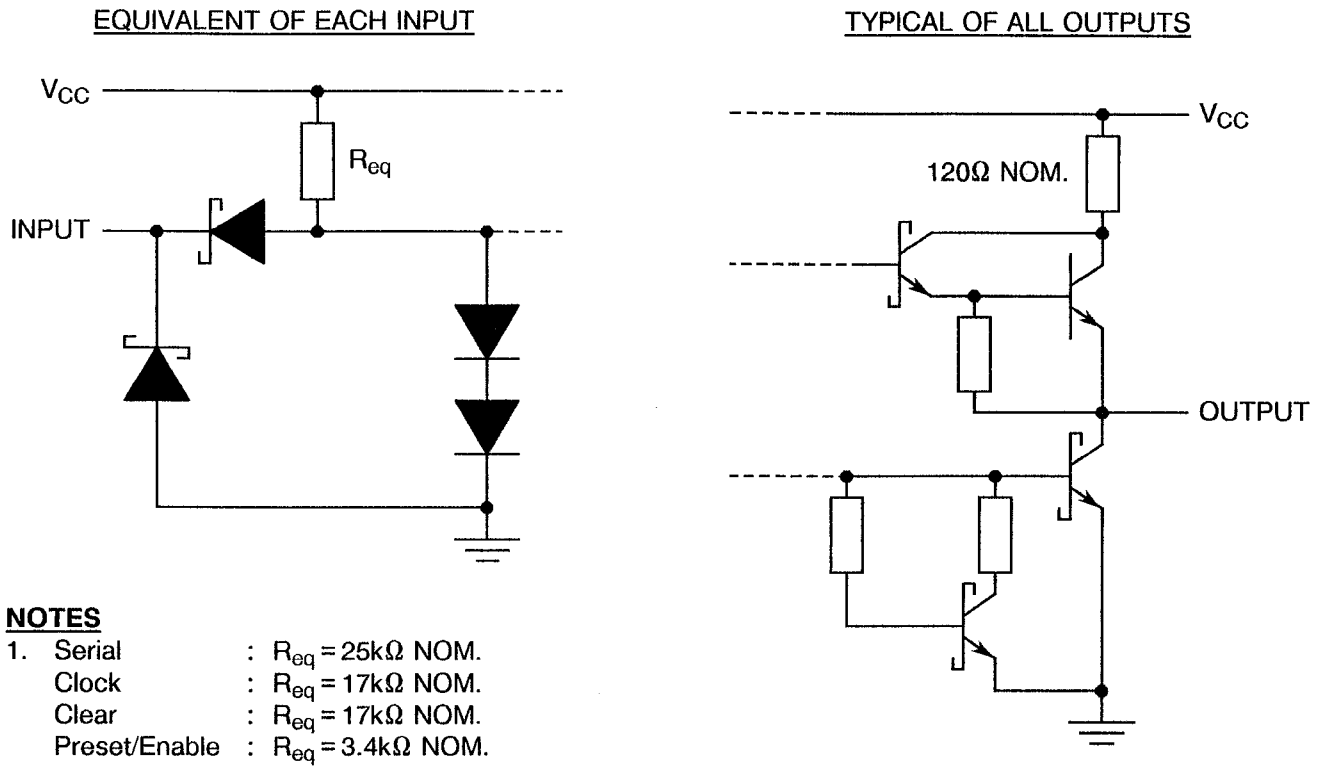 EQUIVALENT OF EACH INPUT
TYPICAL OF ALL OUTPUTS
VCC
Req
INPUT
VCC
120Ω NOM.
OUTPUT
NOTES
1. Serial : Req = 25kΩ NOM.
Clock : Req = 17kΩ NOM.
Clear : Req = 17kΩ NOM.
Preset/Enable : Req = 3.4kΩ NOM.